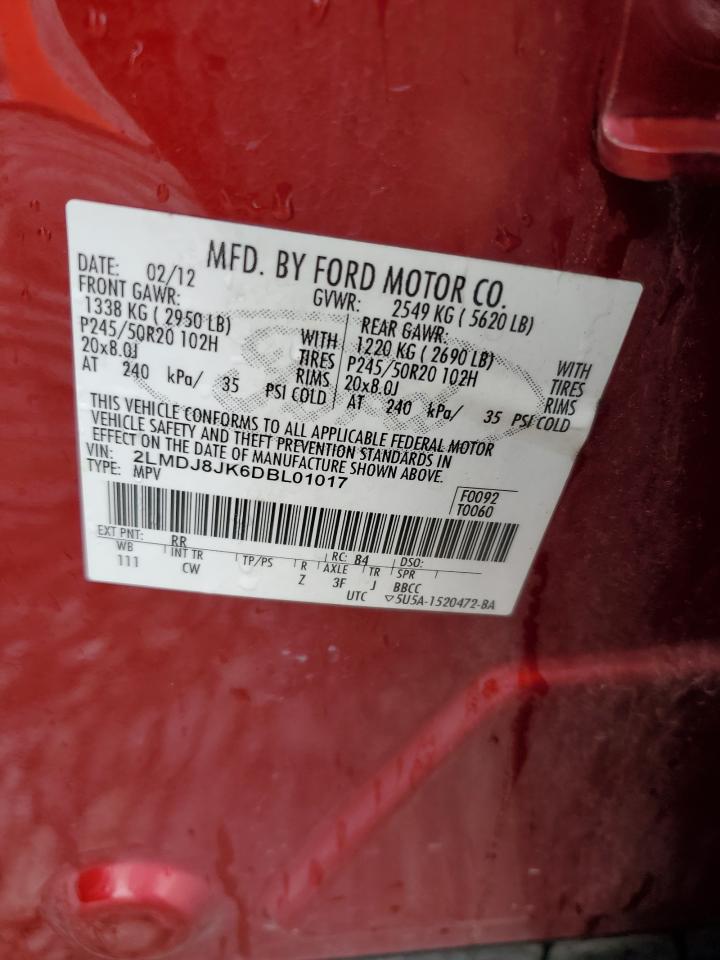 MFD. BY FORD MOTOR CO.
DATE: 02/12 GVWR: 2549 KG ( 5620 LB)
FRONT GAWR: REAR GAWR:
1338 KG ( 2950 LB) WITH 1220 KG ( 2690 LB) WITH
P245/50R20 102H TIRES P245/50R20 102H TIRES
20x8.0J RIMS 20x8.0J RIMS
AT 240 kPa/ 35 PSI COLD AT 240 kPa/ 35 PSI COLD
THIS VEHICLE CONFORMS TO ALL APPLICABLE FEDERAL MOTOR
VEHICLE SAFETY AND THEFT PREVENTION STANDARDS IN
EFFECT ON THE DATE OF MANUFACTURE SHOWN ABOVE.
VIN: 2LMDJ8JK6DBL01017
TYPE: MPV
F0092
T0060
EXT PNT: RR RC: B4 DSO:
WB INT TR TP/PS R AXLE TR SPR
111 CW Z 3F J BBCC
UTC ▽5U5A-1520472-BA
Ford